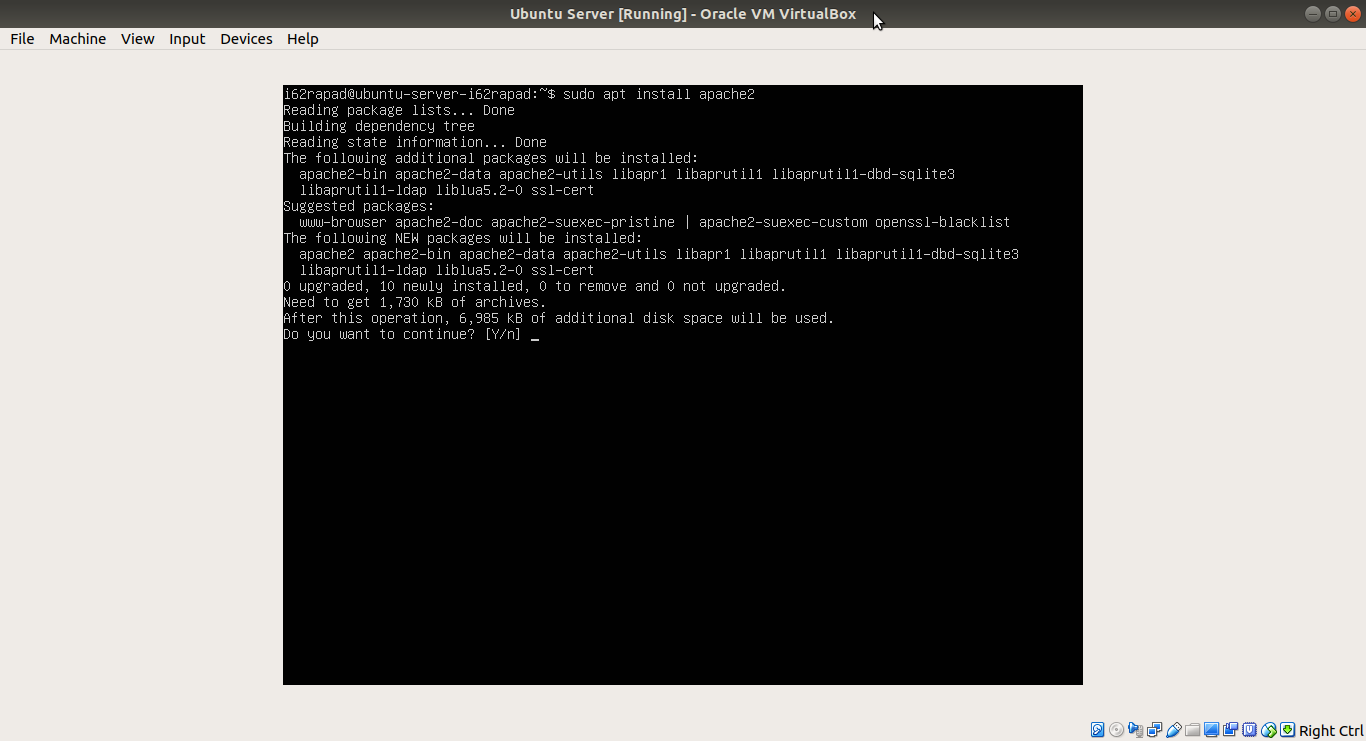 Ubuntu Server [Running] - Oracle VM VirtualBox
File Machine View Input Devices Help
i62rapad@ubuntu-server-i62rapad:~$ sudo apt install apache2
Reading package lists... Done
Building dependency tree
Reading state information... Done
The following additional packages will be installed:
  apache2-bin apache2-data apache2-utils libapr1 libaprutil1 libaprutil1-dbd-sqlite3
  libaprutil1-ldap liblua5.2-0 ssl-cert
Suggested packages:
  www-browser apache2-doc apache2-suexec-pristine | apache2-suexec-custom openssl-blacklist
The following NEW packages will be installed:
  apache2 apache2-bin apache2-data apache2-utils libapr1 libaprutil1 libaprutil1-dbd-sqlite3
  libaprutil1-ldap liblua5.2-0 ssl-cert
0 upgraded, 10 newly installed, 0 to remove and 0 not upgraded.
Need to get 1,730 kB of archives.
After this operation, 6,985 kB of additional disk space will be used.
Do you want to continue? [Y/n] _
Right Ctrl